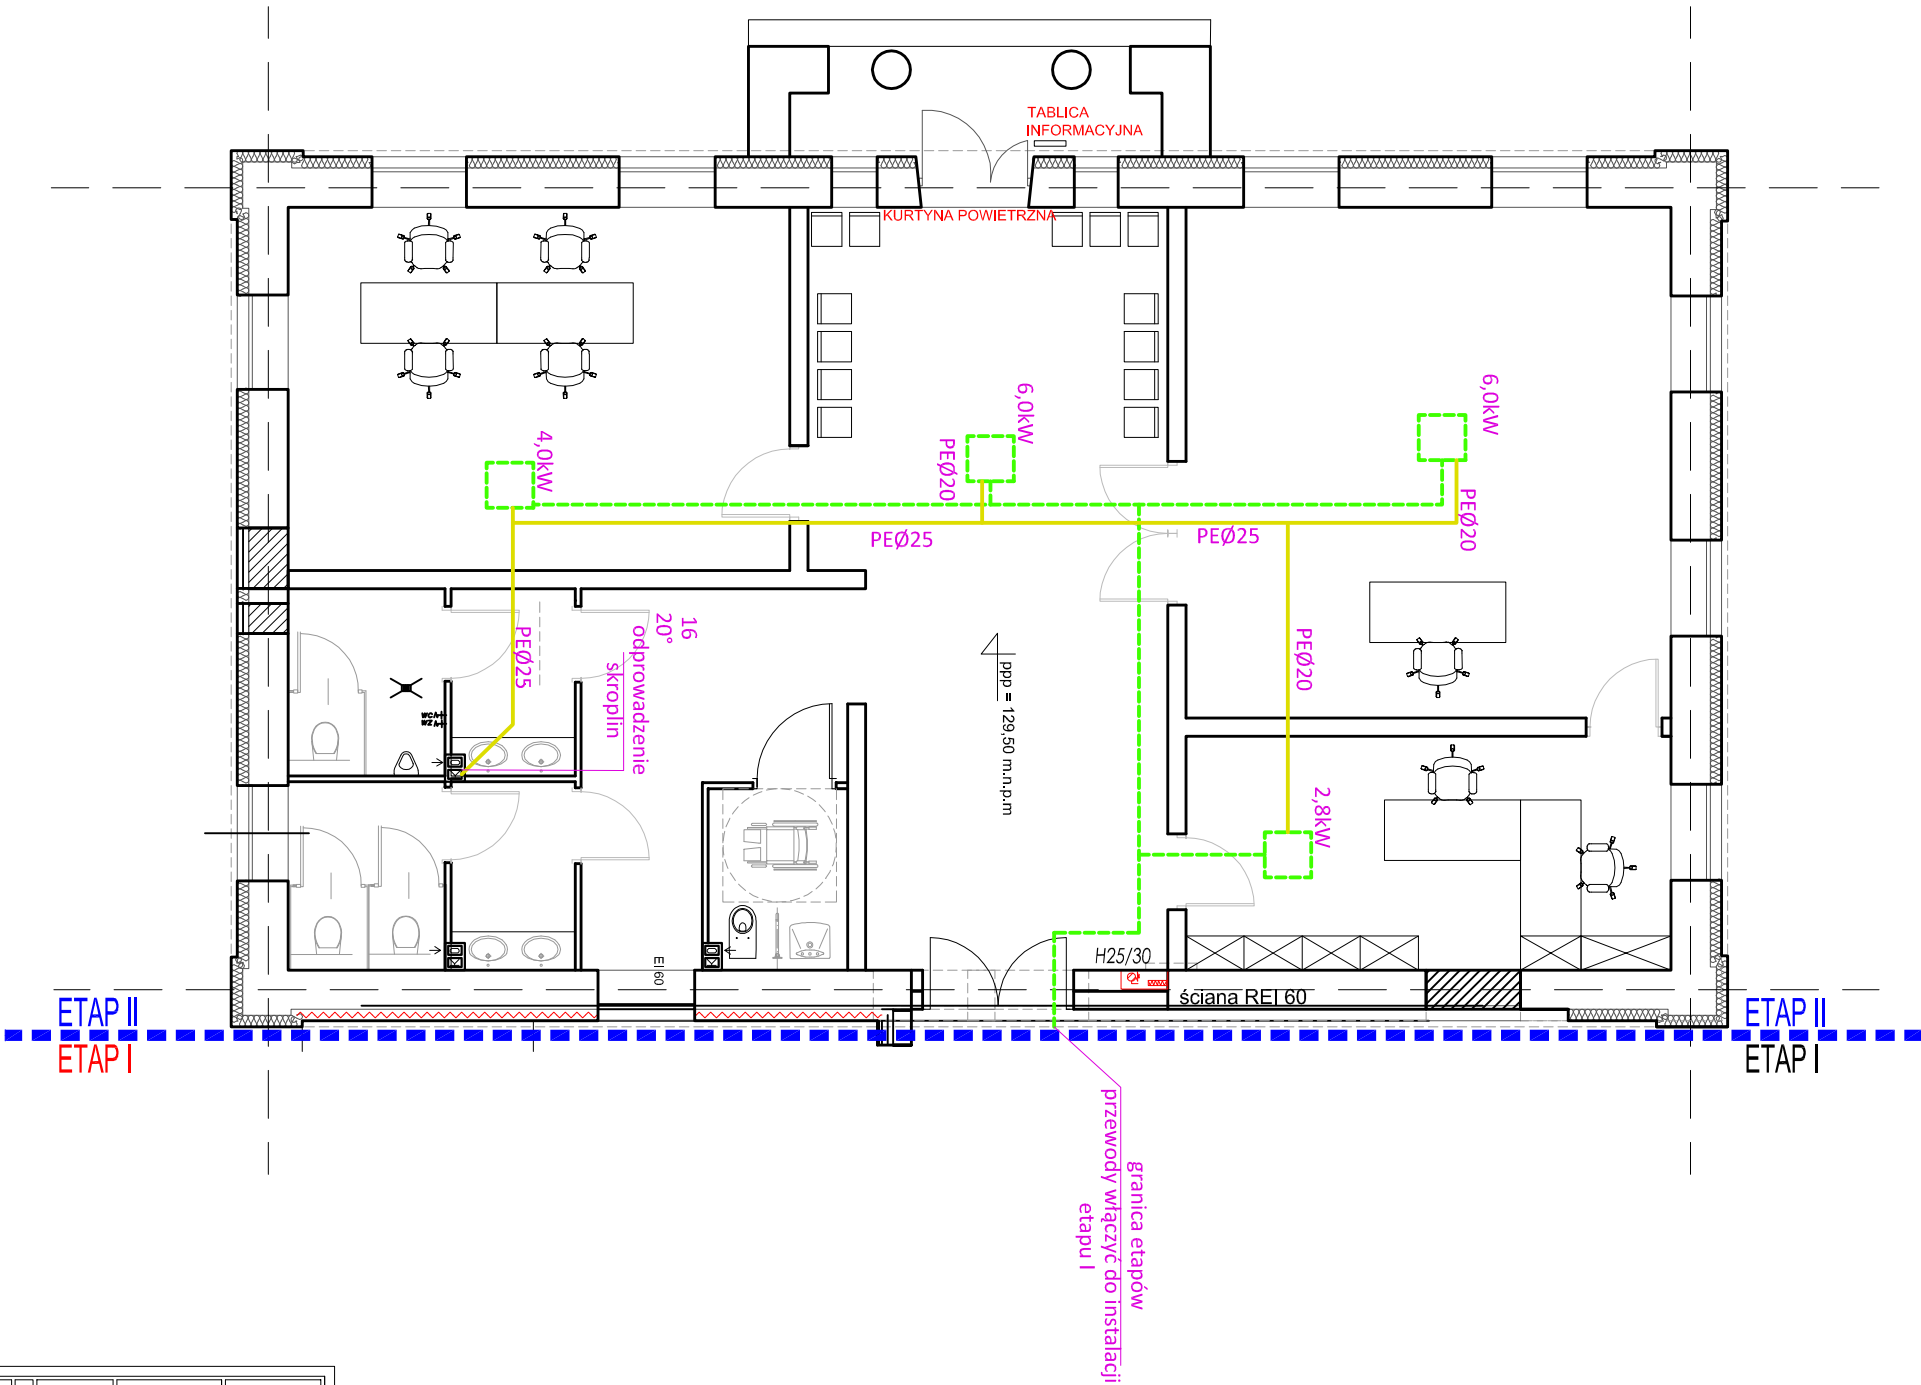 TABLICA
INFORMACYJNA
KURTYNA POWIETRZNA
4,0kW
6,0kW
PEØ20
6,0kW
PEØ20
PEØ25
PEØ25
PEØ25
16
20°
odprowadzenie
skroplin
ppp = 129,50 m.n.p.m
PEØ20
2,8kW
EI 60
H25/30
ściana REI 60
ETAP II
ETAP I
ETAP II
ETAP I
granica etapów
przewody włączyć do instalacji
etapu I